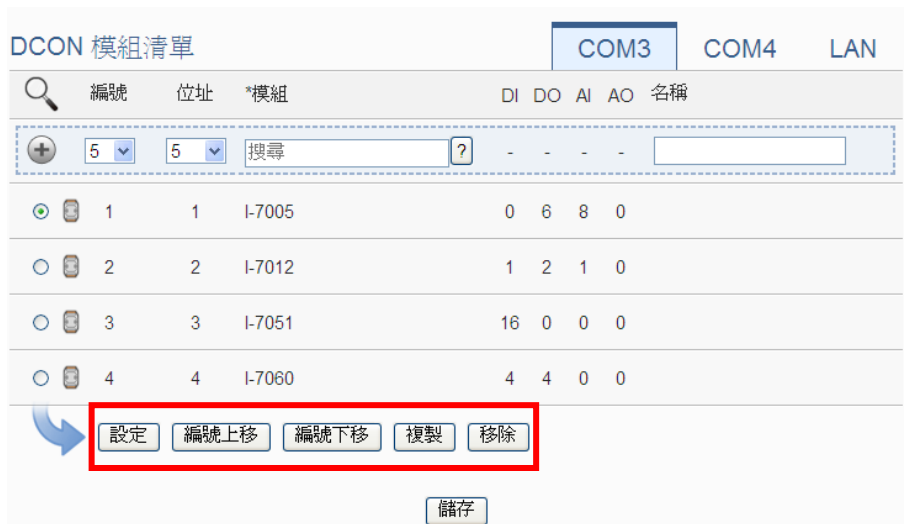 DCON 模組清單 COM3 COM4 LAN
編號 位址 *模組 DI DO AI AO 名稱
5 5 搜尋 ? - - - -
1 1 I-7005 0 6 8 0
2 2 I-7012 1 2 1 0
3 3 I-7051 16 0 0 0
4 4 I-7060 4 4 0 0
設定 編號上移 編號下移 複製 移除
儲存